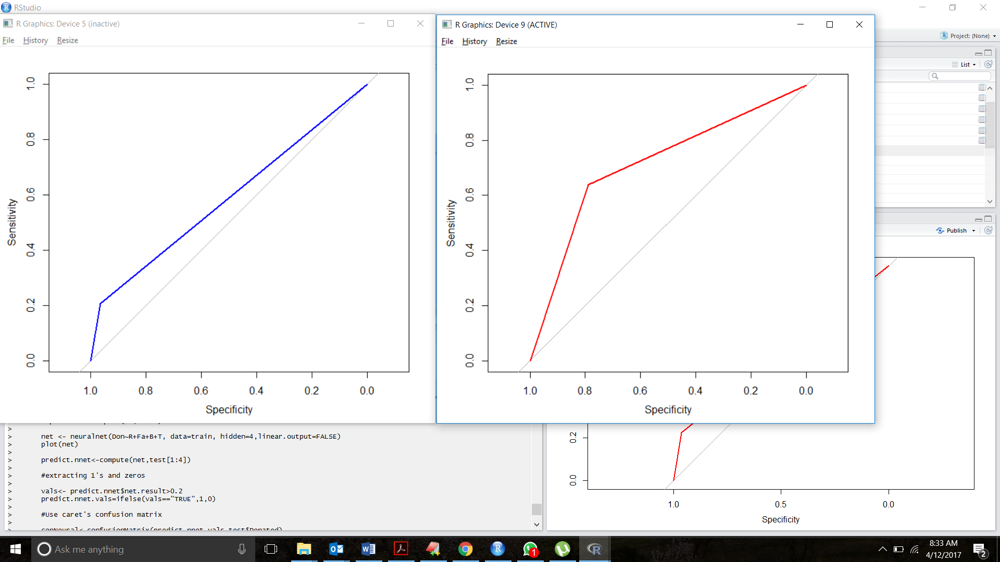 RStudio
R Graphics: Device 5 (inactive)
File History Resize
1.0
0.8
0.6
0.4
0.2
0.0
Sensitivity
1.0 0.8 0.6 0.4 0.2 0.0
Specificity
R Graphics: Device 9 (ACTIVE)
File History Resize
1.0
0.8
0.6
0.4
0.2
0.0
Sensitivity
1.0 0.8 0.6 0.4 0.2 0.0
Specificity
Project: (None)
List
Publish
>
> net <- neuralnet(Don~R+Fa+B+T, data=train, hidden=4,linear.output=FALSE)
> plot(net)
>
> predict.nnet<-compute(net,test[1:4])
>
> #extracting 1's and zeros
>
> vals<- predict.nnet$net.result>0.2
> predict.nnet.vals=ifelse(vals=="TRUE",1,0)
>
> #Use caret's confusion matrix
>
> conNeural<-confusionMatrix(predict.nnet.vals,test$Donated)
0.2
0.0
1.0 0.5 0.0
Specificity
Ask me anything
1
8:33 AM
4/12/2017
2